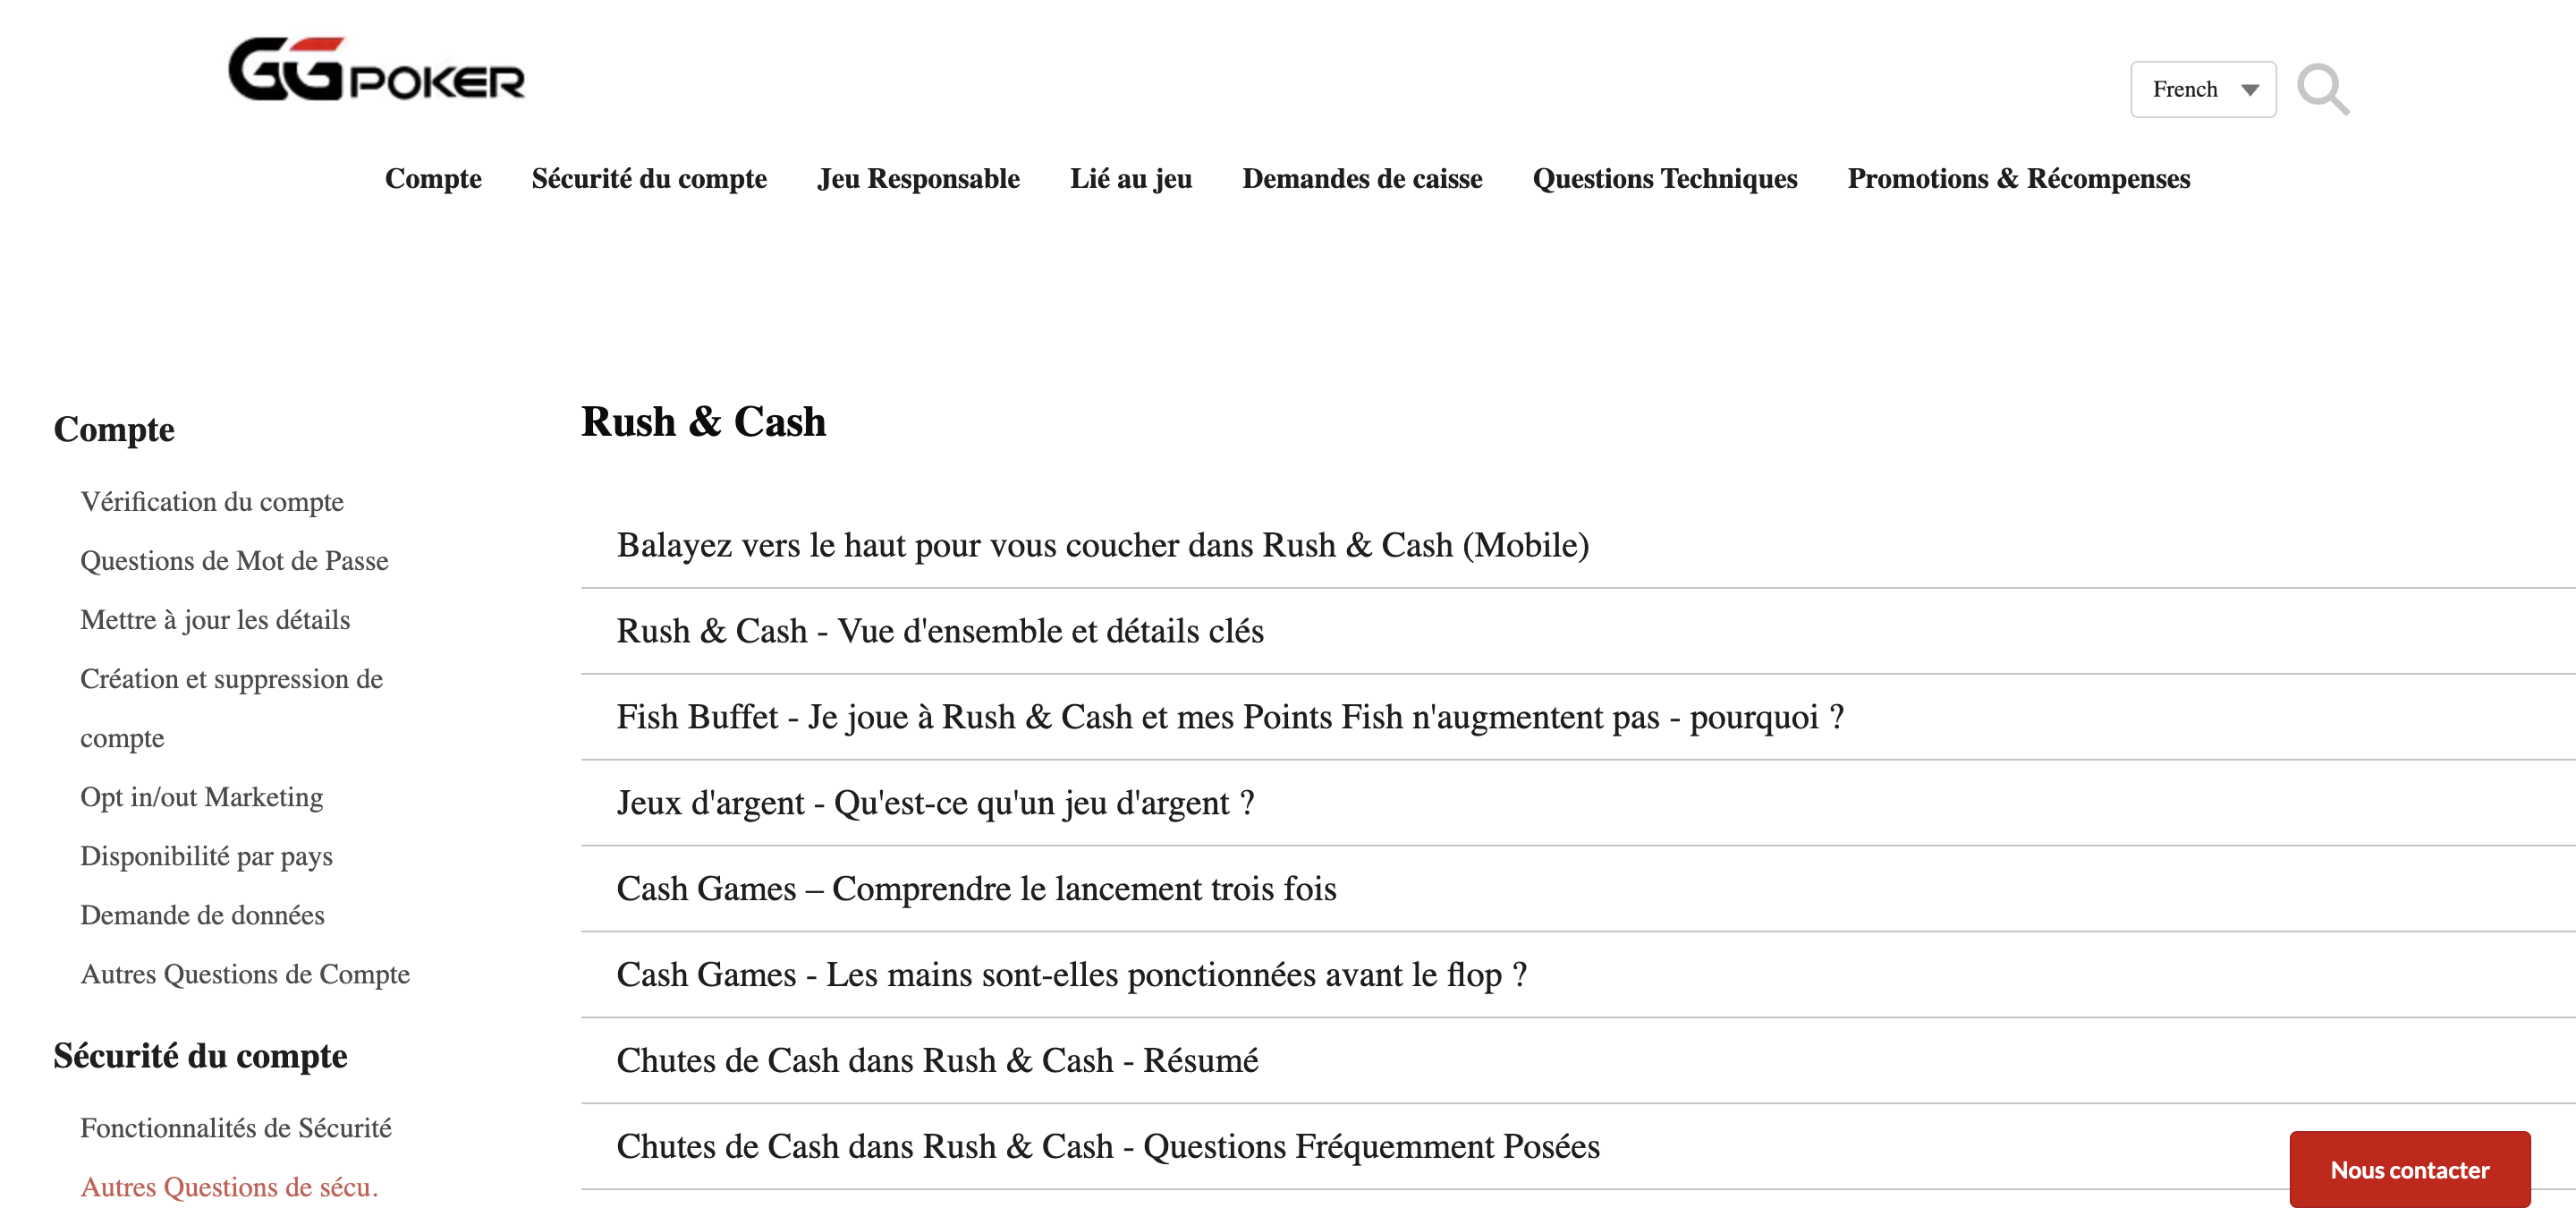 GGPOKER
French
Compte Sécurité du compte Jeu Responsable Lié au jeu Demandes de caisse Questions Techniques Promotions & Récompenses
Compte
Vérification du compte
Questions de Mot de Passe
Mettre à jour les détails
Création et suppression de
compte
Opt in/out Marketing
Disponibilité par pays
Demande de données
Autres Questions de Compte
Sécurité du compte
Fonctionnalités de Sécurité
Autres Questions de sécu.
Rush & Cash
Balayez vers le haut pour vous coucher dans Rush & Cash (Mobile)
Rush & Cash - Vue d'ensemble et détails clés
Fish Buffet - Je joue à Rush & Cash et mes Points Fish n'augmentent pas - pourquoi ?
Jeux d'argent - Qu'est-ce qu'un jeu d'argent ?
Cash Games – Comprendre le lancement trois fois
Cash Games - Les mains sont-elles ponctionnées avant le flop ?
Chutes de Cash dans Rush & Cash - Résumé
Chutes de Cash dans Rush & Cash - Questions Fréquemment Posées
Nous contacter